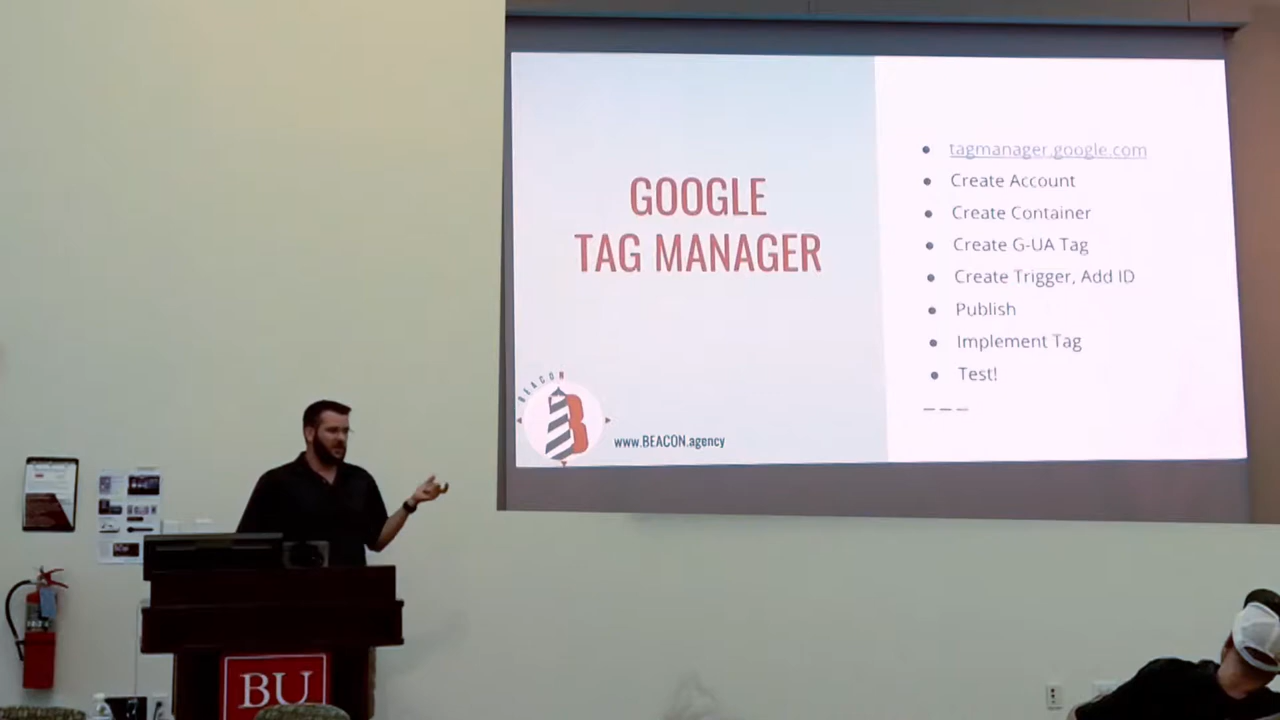 GOOGLE
TAG MANAGER
BEACON
B
www.BEACON.agency
tagmanager.google.com
Create Account
Create Container
Create G-UA Tag
Create Trigger, Add ID
Publish
Implement Tag
Test!
BU